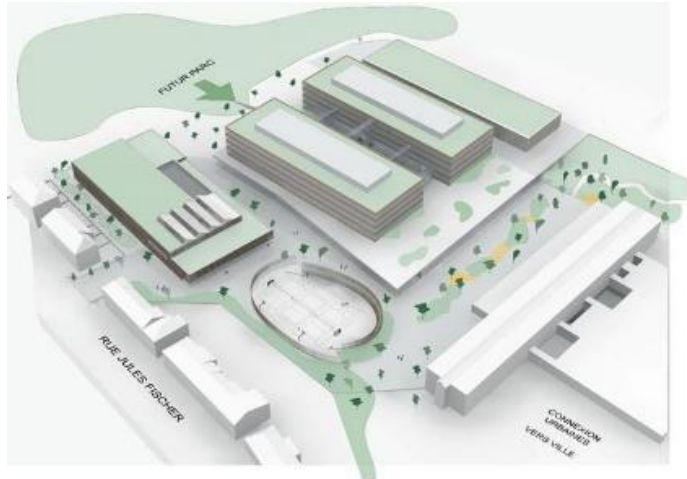 FUTUR PARC
RUE JULES FISCHER
CONNEXION
URBAINES
VERS VILLE